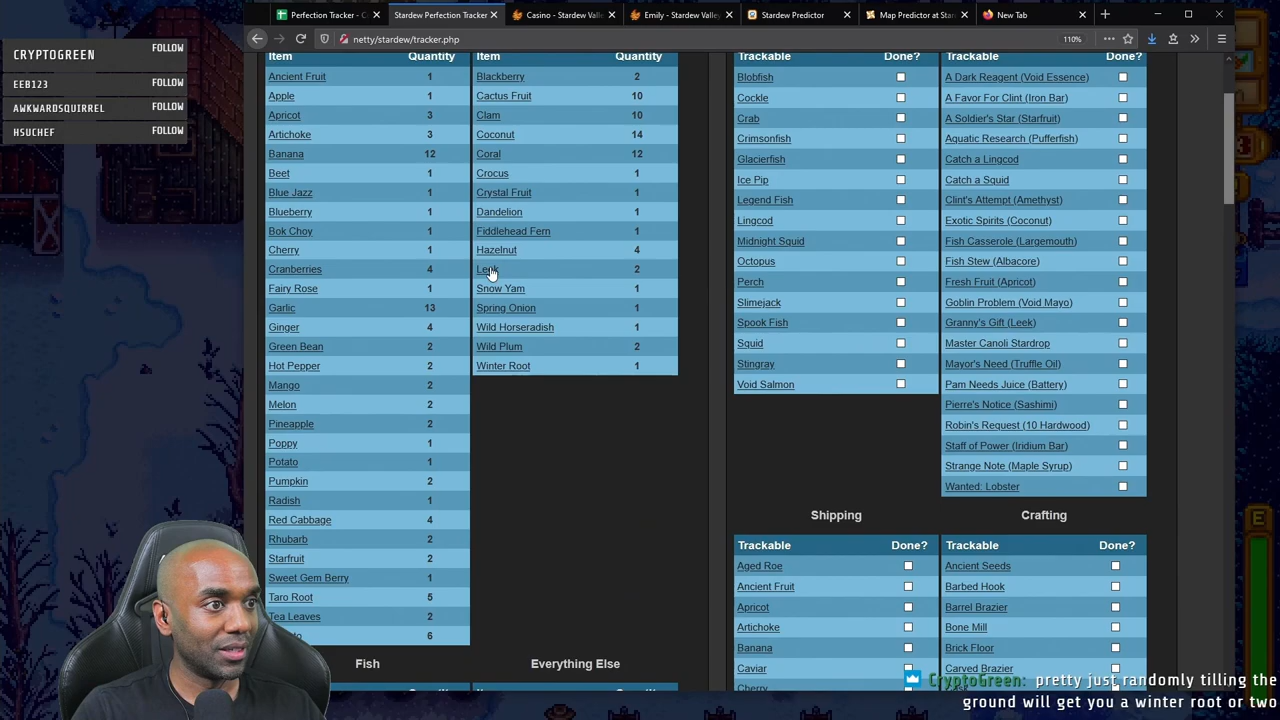 Perfection Tracker - C
Stardew Perfection Tracker
Casino - Stardew Valley
Emily - Stardew Valley
Stardew Predictor
Map Predictor at Star
New Tab
netty/stardew/tracker.php
110%
CRYPTOGREEN FOLLOW
EEB123 FOLLOW
AWKWARDSQUIRREL FOLLOW
HSUCHEF FOLLOW
Item Quantity
Ancient Fruit 1
Apple 1
Apricot 3
Artichoke 3
Banana 12
Beet 1
Blue Jazz 1
Blueberry 1
Bok Choy 1
Cherry 1
Cranberries 4
Fairy Rose 1
Garlic 13
Ginger 4
Green Bean 2
Hot Pepper 2
Mango 2
Melon 2
Pineapple 2
Poppy 1
Potato 1
Pumpkin 2
Radish 1
Red Cabbage 4
Rhubarb 2
Starfruit 2
Sweet Gem Berry 1
Taro Root 5
Tea Leaves 2
6
Item Quantity
Blackberry 2
Cactus Fruit 10
Clam 10
Coconut 14
Coral 12
Crocus 1
Crystal Fruit 1
Dandelion 1
Fiddlehead Fern 1
Hazelnut 4
Leek 2
Snow Yam 1
Spring Onion 1
Wild Horseradish 1
Wild Plum 2
Winter Root 1
Fish
Everything Else
Trackable Done?
Blobfish
Cockle
Crab
Crimsonfish
Glacierfish
Ice Pip
Legend Fish
Lingcod
Midnight Squid
Octopus
Perch
Slimejack
Spook Fish
Squid
Stingray
Void Salmon
Trackable Done?
A Dark Reagent (Void Essence)
A Favor For Clint (Iron Bar)
A Soldier's Star (Starfruit)
Aquatic Research (Pufferfish)
Catch a Lingcod
Catch a Squid
Clint's Attempt (Amethyst)
Exotic Spirits (Coconut)
Fish Casserole (Largemouth)
Fish Stew (Albacore)
Fresh Fruit (Apricot)
Goblin Problem (Void Mayo)
Granny's Gift (Leek)
Master Canoli Stardrop
Mayor's Need (Truffle Oil)
Pam Needs Juice (Battery)
Pierre's Notice (Sashimi)
Robin's Request (10 Hardwood)
Staff of Power (Iridium Bar)
Strange Note (Maple Syrup)
Wanted: Lobster
Shipping
Trackable Done?
Aged Roe
Ancient Fruit
Apricot
Artichoke
Banana
Caviar
Cherry
Crafting
Trackable Done?
Ancient Seeds
Barbed Hook
Barrel Brazier
Bone Mill
Brick Floor
Carved Brazier
E
CryptoGreen: pretty just randomly tilling the
ground will get you a winter root or two